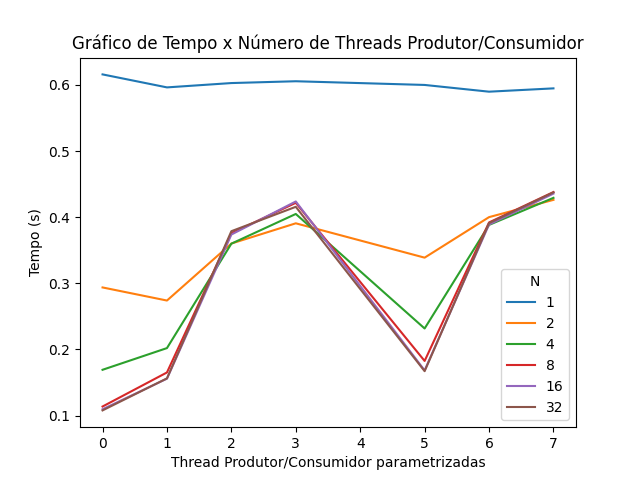 Gráfico de Tempo x Número de Threads Produtor/Consumidor
0.6
0.5
0.4
0.3
0.2
0.1
Tempo (s)
N
1
2
4
8
16
32
0 1 2 3 4 5 6 7
Thread Produtor/Consumidor parametrizadas